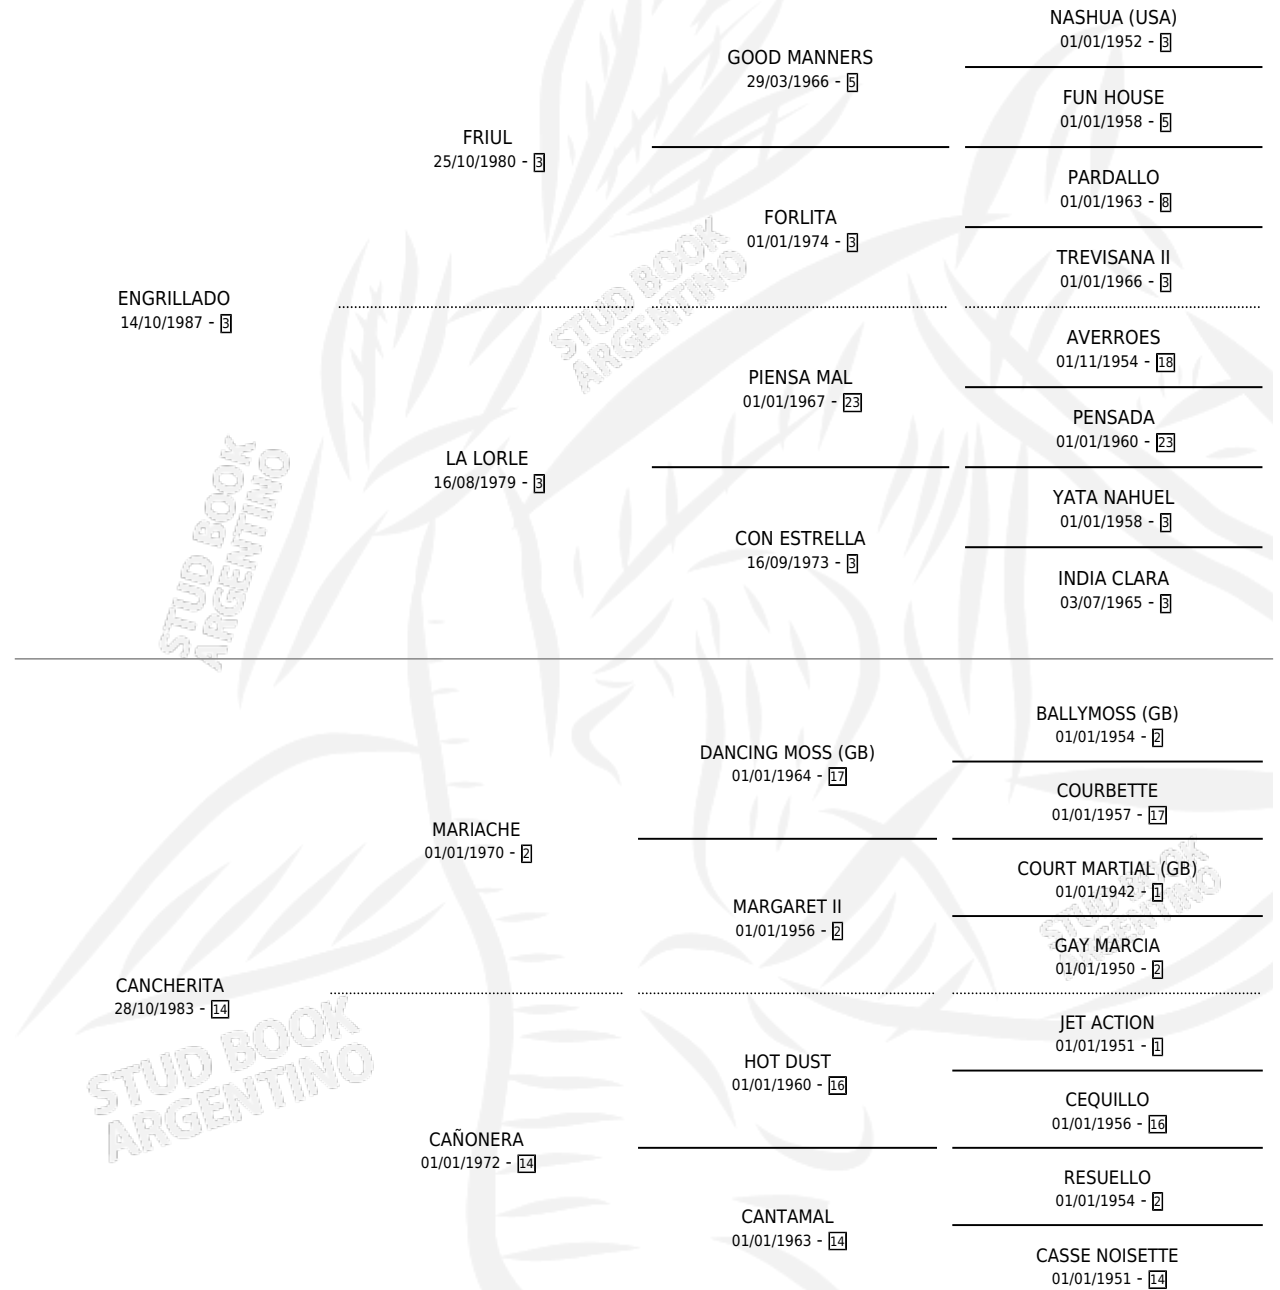 NASHUA (USA)
01/01/1952 - 3
GOOD MANNERS
29/03/1966 - 5
FUN HOUSE
01/01/1958 - 5
FRIUL
25/10/1980 - 3
PARDALLO
01/01/1963 - 8
FORLITA
01/01/1974 - 3
TREVISANA II
01/01/1966 - 3
ENGRILLADO
14/10/1987 - 3
AVERROES
01/11/1954 - 18
PIENSA MAL
01/01/1967 - 23
PENSADA
01/01/1960 - 23
LA LORLE
16/08/1979 - 3
YATA NAHUEL
01/01/1958 - 3
CON ESTRELLA
16/09/1973 - 3
INDIA CLARA
03/07/1965 - 3
BALLYMOSS (GB)
01/01/1954 - 2
DANCING MOSS (GB)
01/01/1964 - 17
COURBETTE
01/01/1957 - 17
MARIACHE
01/01/1970 - 2
COURT MARTIAL (GB)
01/01/1942 - 1
MARGARET II
01/01/1956 - 2
GAY MARCIA
01/01/1950 - 2
CANCHERITA
28/10/1983 - 14
JET ACTION
01/01/1951 - 1
HOT DUST
01/01/1960 - 16
CEQUILLO
01/01/1956 - 16
CAÑONERA
01/01/1972 - 14
RESUELLO
01/01/1954 - 2
CANTAMAL
01/01/1963 - 14
CASSE NOISETTE
01/01/1951 - 14
STUD BOOK
ARGENTINO
STUD BOOK
ARGENTINO
STUD BOOK
ARGENTINO
STUD BOOK
ARGENTINO